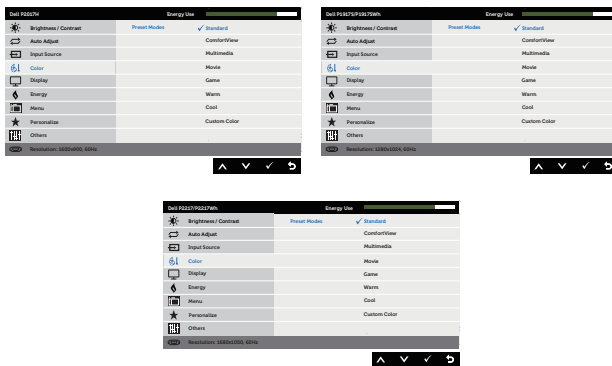 Dell P2017H Energy Use
Brightness / Contrast Preset Modes ✓ Standard
Auto Adjust ComfortView
Input Source Multimedia
Color Movie
Display Game
Energy Warm
Menu Cool
Personalize Custom Color
Others
Resolution: 1600x900, 60Hz
Dell P1917S/P1917SWh Energy Use
Brightness / Contrast Preset Modes ✓ Standard
Auto Adjust ComfortView
Input Source Multimedia
Color Movie
Display Game
Energy Warm
Menu Cool
Personalize Custom Color
Others
Resolution: 1280x1024, 60Hz
Dell P2217/P2217Wh Energy Use
Brightness / Contrast Preset Modes ✓ Standard
Auto Adjust ComfortView
Input Source Multimedia
Color Movie
Display Game
Energy Warm
Menu Cool
Personalize Custom Color
Others
Resolution: 1680x1050, 60Hz